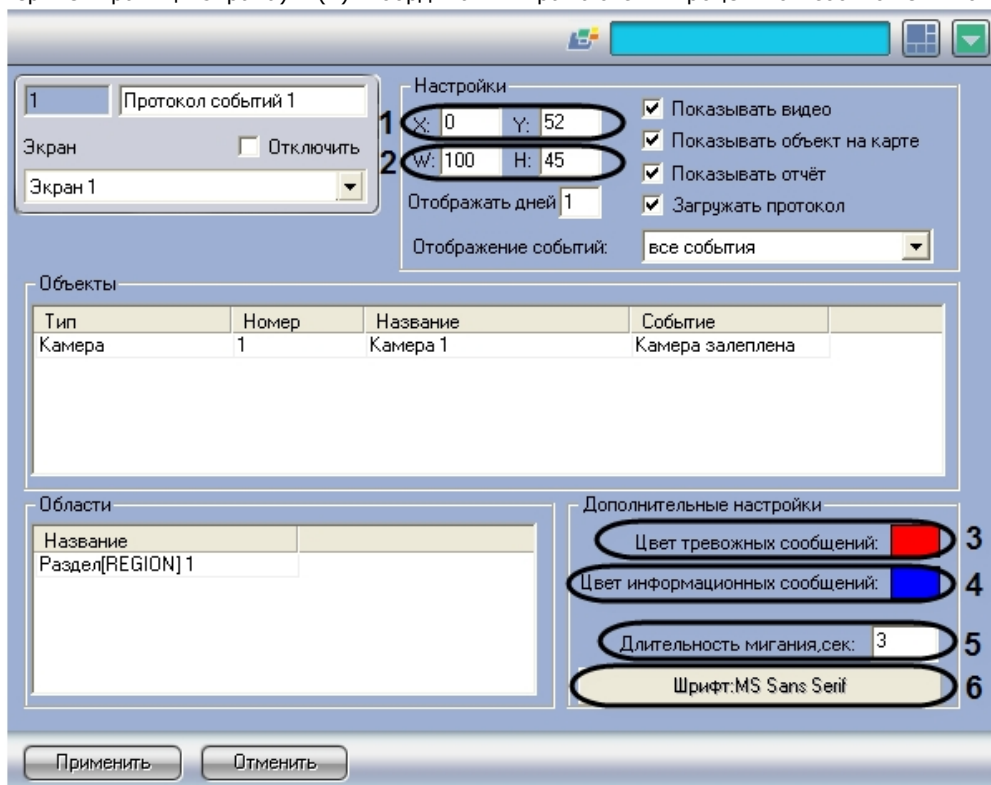 1 Протокол событий 1
Экран Отключить
Экран 1
Настройки
1 X: 0 Y: 52
2 W: 100 H: 45
Отображать дней 1
Отображение событий: все события
Показывать видео
Показывать объект на карте
Показывать отчёт
Загружать протокол
Объекты
Тип Номер Название Событие
Камера 1 Камера 1 Камера залеплена
Области
Название
Раздел[REGION] 1
Дополнительные настройки
Цвет тревожных сообщений: 3
Цвет информационных сообщений: 4
Длительность мигания,сек: 3 5
Шрифт:MS Sans Serif 6
Применить Отменить